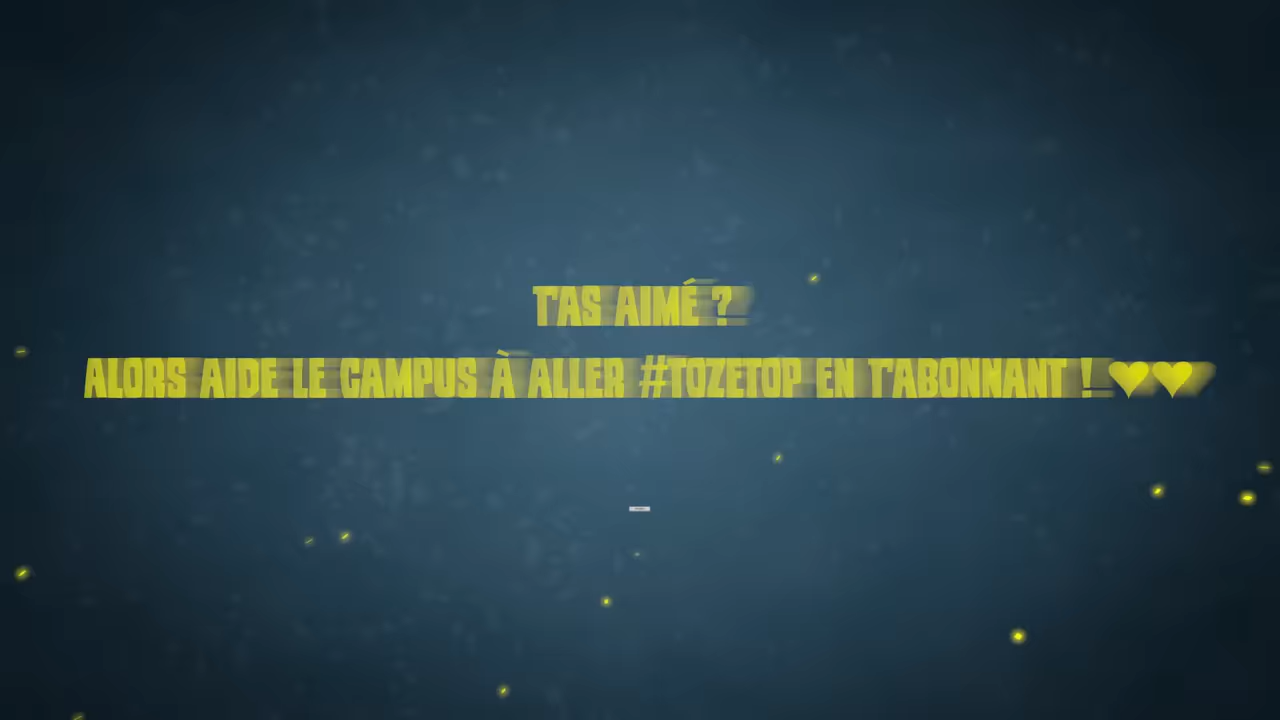 T'AS AIMÉ ?
ALORS AIDE LE CAMPUS À ALLER #TOZETOP EN T'ABONNANT ! ♥♥